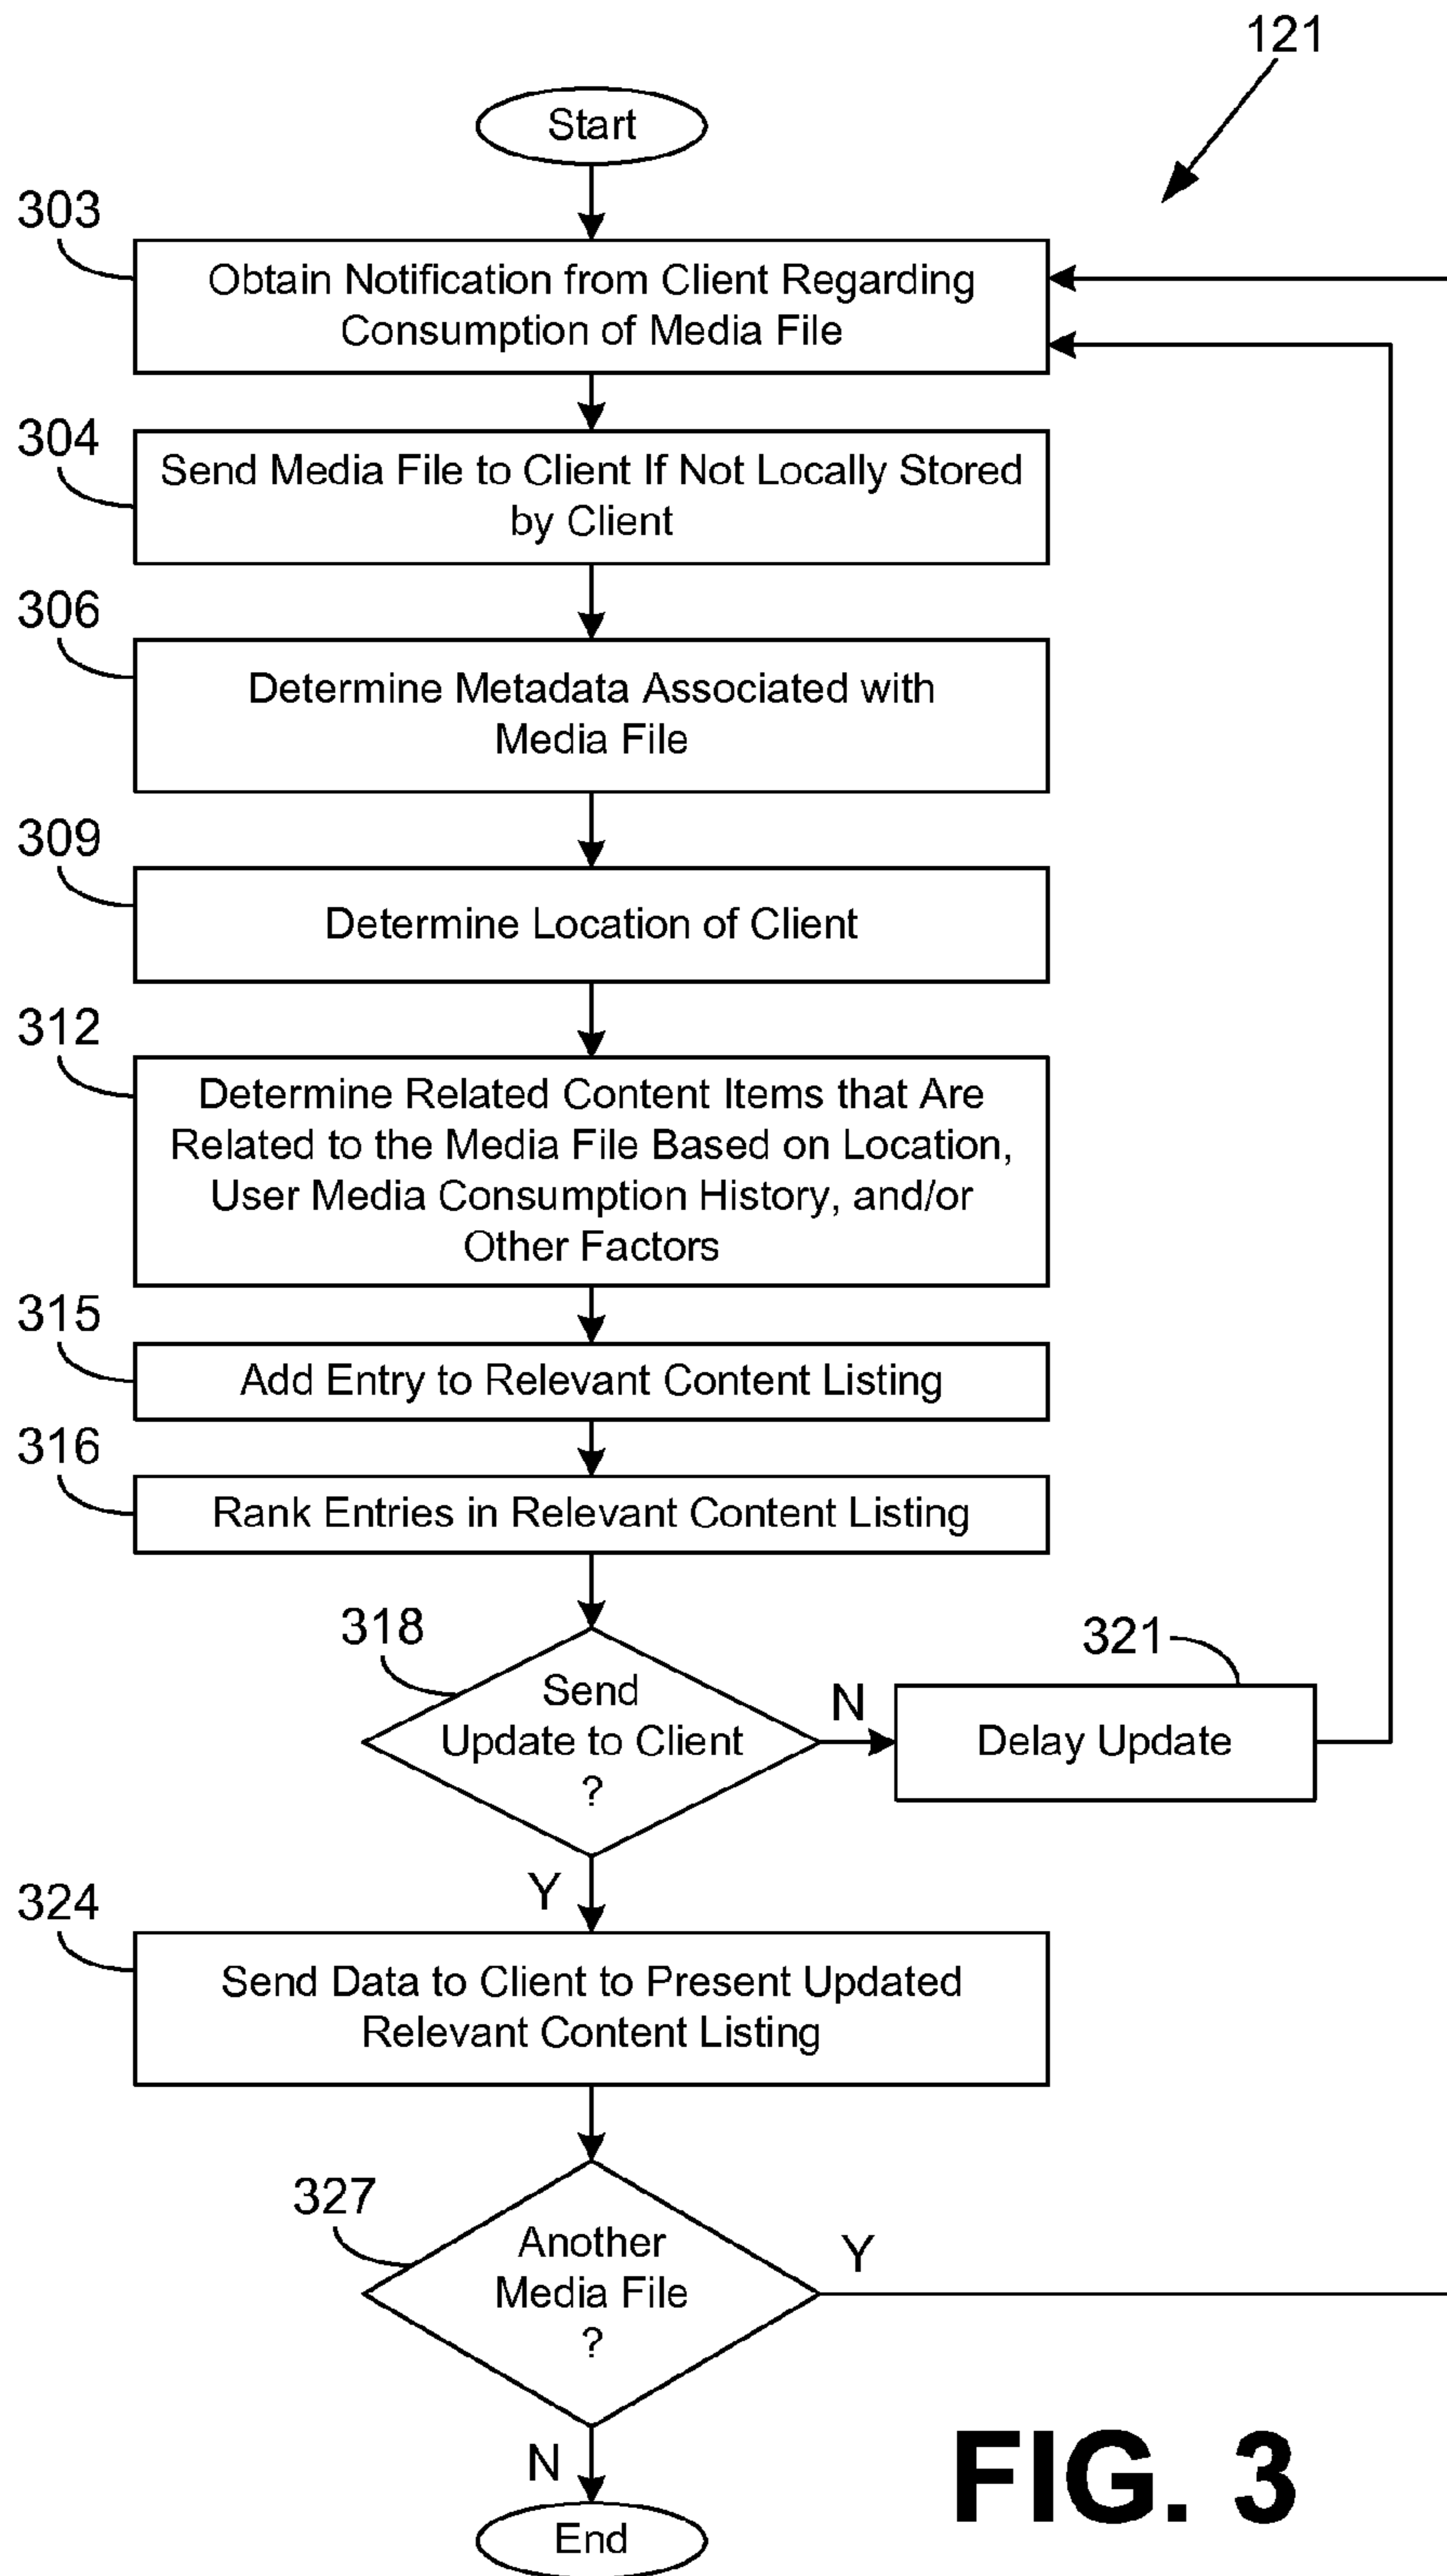 121
Start
303
Obtain Notification from Client Regarding
Consumption of Media File
304
Send Media File to Client If Not Locally Stored
by Client
306
Determine Metadata Associated with
Media File
309
Determine Location of Client
312
Determine Related Content Items that Are
Related to the Media File Based on Location,
User Media Consumption History, and/or
Other Factors
315
Add Entry to Relevant Content Listing
316
Rank Entries in Relevant Content Listing
318
Send
Update to Client
?
N
321
Delay Update
Y
324
Send Data to Client to Present Updated
Relevant Content Listing
327
Another
Media File
?
Y
N
End
FIG. 3